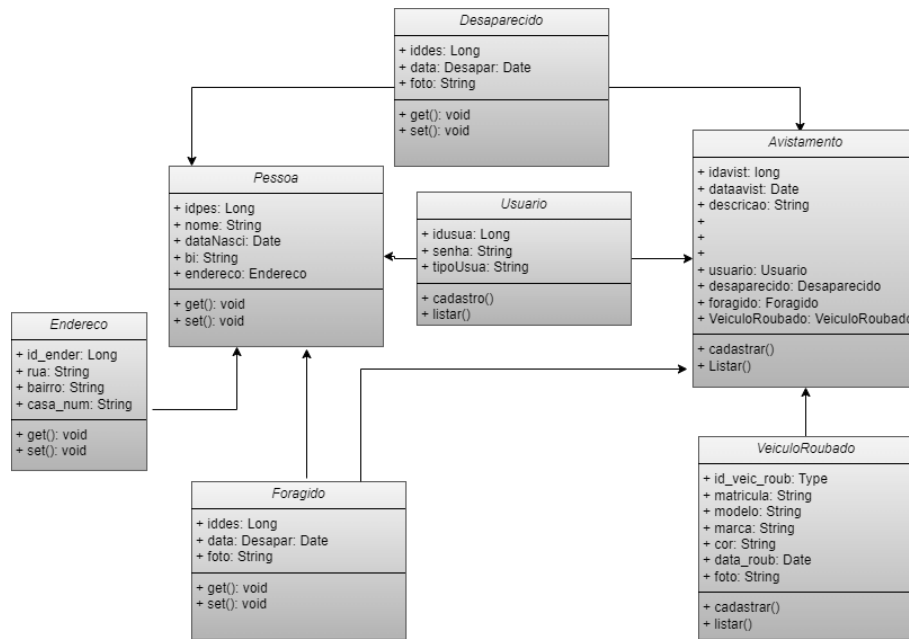 Desaparecido
+ iddes: Long
+ data: Desapar: Date
+ foto: String
+ get(): void
+ set(): void
Pessoa
+ idpes: Long
+ nome: String
+ dataNasci: Date
+ bi: String
+ endereco: Endereco
+ get(): void
+ set(): void
Usuario
+ idusua: Long
+ senha: String
+ tipoUsua: String
+ cadastro()
+ listar()
Avistamento
+ idavist: long
+ dataavist: Date
+ descricao: String
+
+
+
+ usuario: Usuario
+ desaparecido: Desaparecido
+ foragido: Foragido
+ VeiculoRoubado: VeiculoRoubado
+ cadastrar()
+ Listar()
Endereco
+ id_ender: Long
+ rua: String
+ bairro: String
+ casa_num: String
+ get(): void
+ set(): void
Foragido
+ iddes: Long
+ data: Desapar: Date
+ foto: String
+ get(): void
+ set(): void
VeiculoRoubado
+ id_veic_roub: Type
+ matricula: String
+ modelo: String
+ marca: String
+ cor: String
+ data_roub: Date
+ foto: String
+ cadastrar()
+ listar()